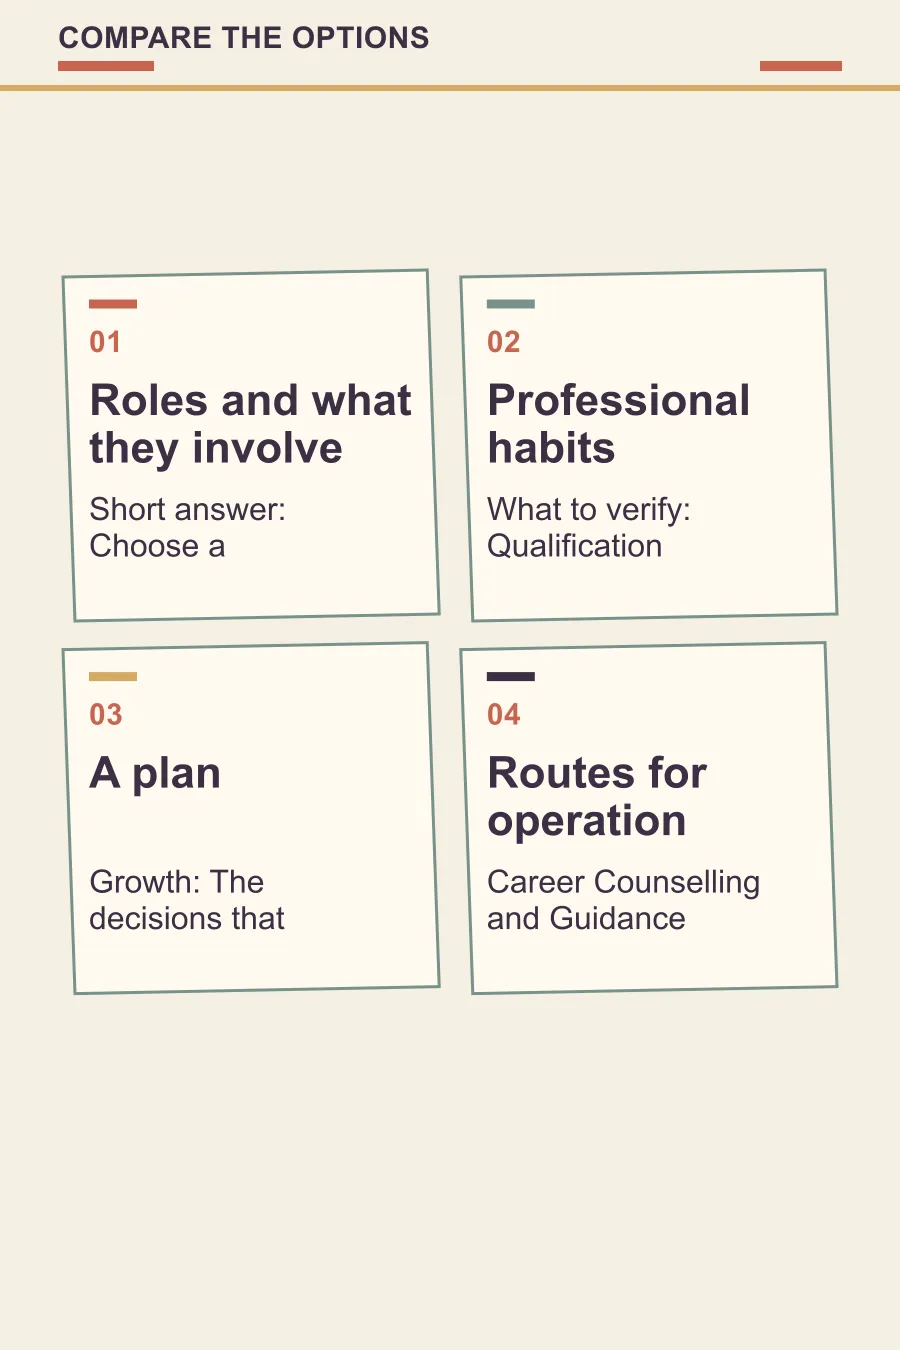 COMPARE THE OPTIONS
01
Roles and what
they involve
Short answer:
Choose a
02
Professional
habits
What to verify:
Qualification
03
A plan
Growth: The
decisions that
04
Routes for
operation
Career Counselling
and Guidance